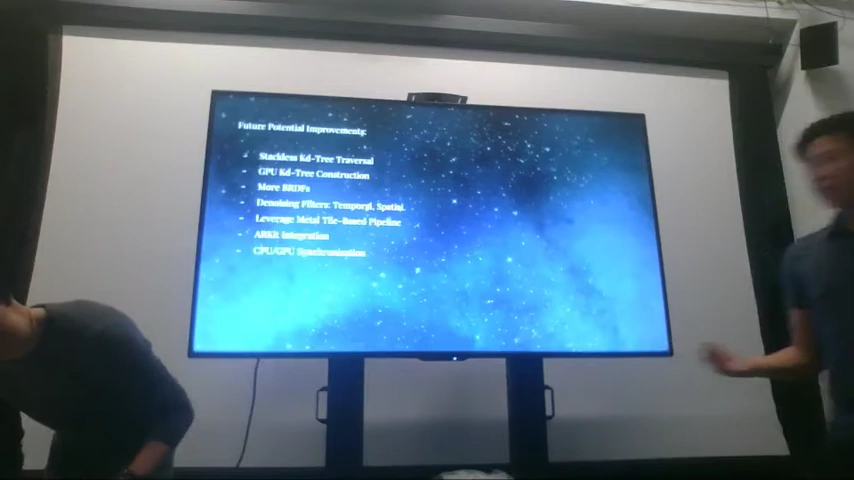 Future Potential Improvements:
- Stackless Kd-Tree Traversal
- GPU Kd-Tree Construction
- More BRDFs
- Denoising Filters: Temporal, Spatial
- Leverage Metal Tile-Based Pipeline
- ARKit Integration
- CPU/GPU Synchronization